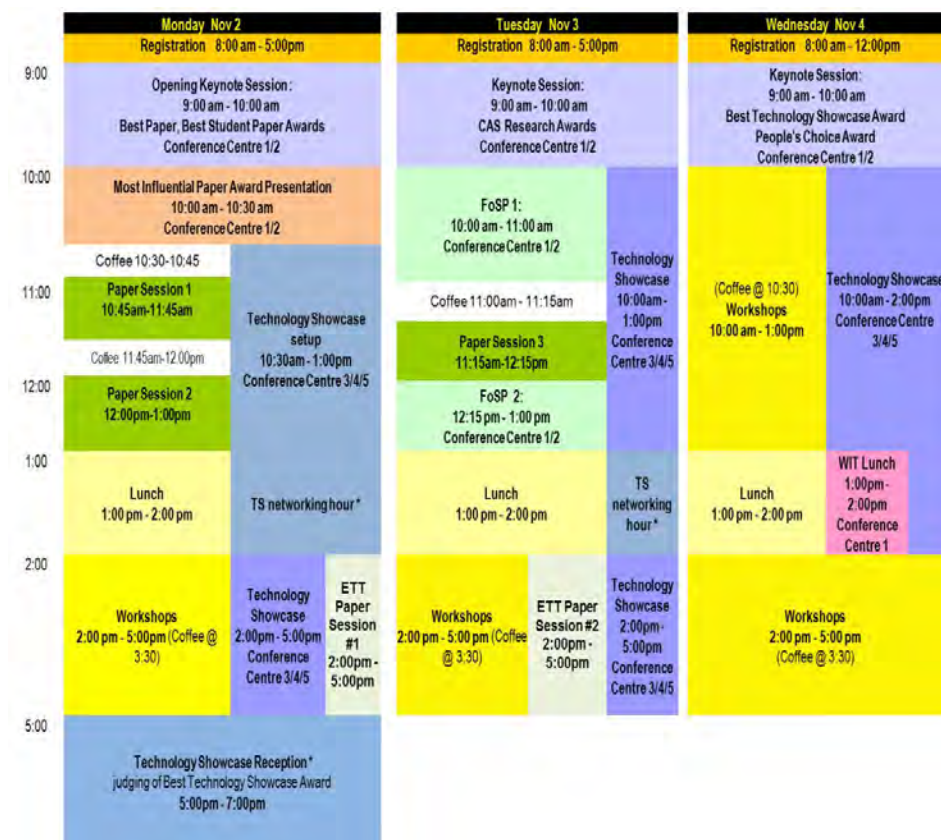 Monday Nov 2
Registration 8:00 am - 5:00pm
Opening Keynote Session:
9:00 am - 10:00 am
Best Paper, Best Student Paper Awards
Conference Centre 1/2
Most Influential Paper Award Presentation
10:00 am - 10:30 am
Conference Centre 1/2
Coffee 10:30-10:45
Paper Session 1
10:45am-11:45am
Coffee 11:45am-12:00pm
Paper Session 2
12:00pm-1:00pm
Technology Showcase
setup
10:30am - 1:00pm
Conference Centre 3/4/5
Lunch
1:00 pm - 2:00 pm
TS networking hour *
Workshops
2:00 pm - 5:00pm (Coffee @
3:30)
Technology
Showcase
2:00pm - 5:00pm
Conference
Centre 3/4/5
ETT
Paper
Session
#1
2:00pm -
5:00pm
Technology Showcase Reception *
judging of Best Technology Showcase Award
5:00pm - 7:00pm
Tuesday Nov 3
Registration 8:00 am - 5:00pm
Keynote Session:
9:00 am - 10:00 am
CAS Research Awards
Conference Centre 1/2
FoSP 1:
10:00 am - 11:00 am
Conference Centre 1/2
Coffee 11:00am - 11:15am
Paper Session 3
11:15am-12:15pm
FoSP 2:
12:15 pm - 1:00 pm
Conference Centre 1/2
Technology
Showcase
10:00am-
1:00pm
Conference
Centre 3/4/5
Lunch
1:00 pm - 2:00 pm
TS
networking
hour *
Workshops
2:00 pm - 5:00 pm (Coffee
@ 3:30)
ETT Paper
Session #2
2:00pm -
5:00pm
Technology
Showcase
2:00pm-
5:00pm
Conference
Centre 3/4/5
Wednesday Nov 4
Registration 8:00 am - 12:00pm
Keynote Session:
9:00 am - 10:00 am
Best Technology Showcase Award
People's Choice Award
Conference Centre 1/2
(Coffee @ 10:30)
Workshops
10:00 am - 1:00pm
Technology Showcase
10:00am - 2:00pm
Conference Centre
3/4/5
Lunch
1:00 pm - 2:00 pm
WIT Lunch
1:00pm -
2:00pm
Conference
Centre 1
Workshops
2:00 pm - 5:00 pm
(Coffee @ 3:30)
9:00
10:00
11:00
12:00
1:00
2:00
5:00